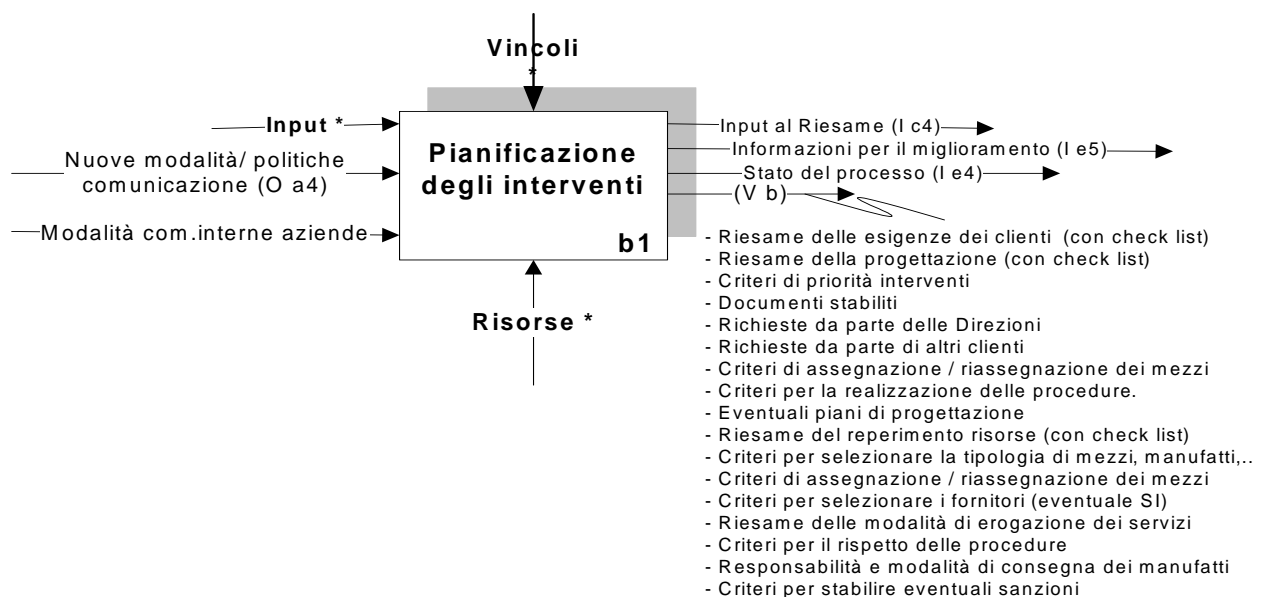 Vincoli
*
Input *
Nuove modalità/ politiche
comunicazione (O a4)
Modalità com.interne aziende
Pianificazione
degli interventi
b1
Risorse *
Input al Riesame (I c4)
Informazioni per il miglioramento (I e5)
Stato del processo (I e4)
(V b)
- Riesame delle esigenze dei clienti (con check list)
- Riesame della progettazione (con check list)
- Criteri di priorità interventi
- Documenti stabiliti
- Richieste da parte delle Direzioni
- Richieste da parte di altri clienti
- Criteri di assegnazione / riassegnazione dei mezzi
- Criteri per la realizzazione delle procedure.
- Eventuali piani di progettazione
- Riesame del reperimento risorse (con check list)
- Criteri per selezionare la tipologia di mezzi, manufatti,..
- Criteri di assegnazione / riassegnazione dei mezzi
- Criteri per selezionare i fornitori (eventuale SI)
- Riesame delle modalità di erogazione dei servizi
- Criteri per il rispetto delle procedure
- Responsabilità e modalità di consegna dei manufatti
- Criteri per stabilire eventuali sanzioni